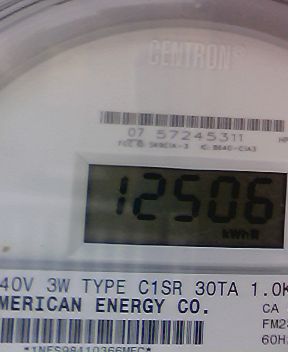 CENTRON®
07 57245311
12506
kWh
40V 3W TYPE C1SR 30TA 1.0K
MERICAN ENERGY CO.
CA
FM2
60H